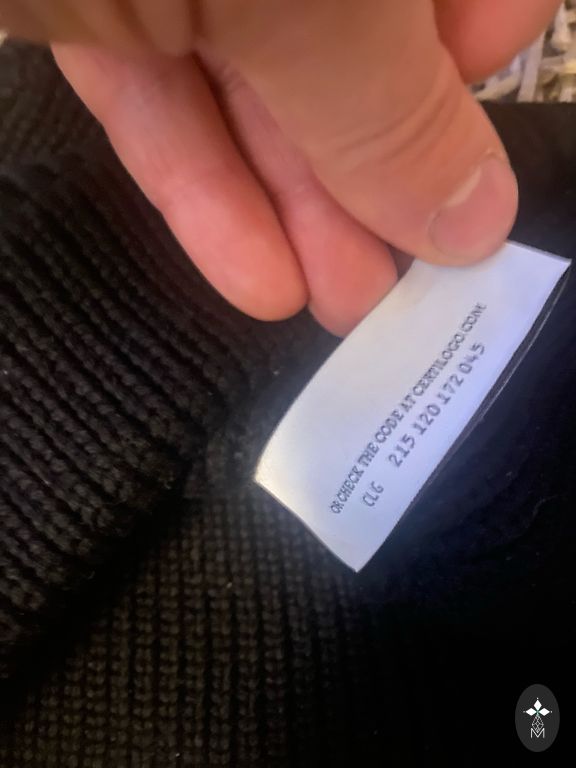 OR CHECK THE CODE AT CERTILOGO.COM
CLG 215 120 172 045